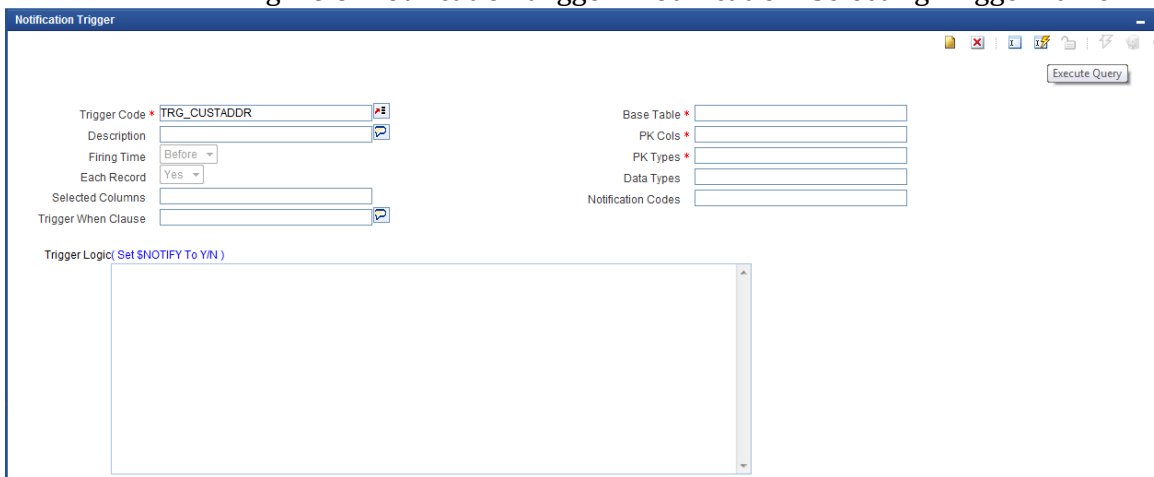 Notification Trigger
Execute Query
Trigger Code * TRG_CUSTADDR
Base Table *
Description
PK Cols *
Firing Time Before
PK Types *
Each Record Yes
Data Types
Selected Columns
Notification Codes
Trigger When Clause
Trigger Logic( Set $NOTIFY To Y/N )